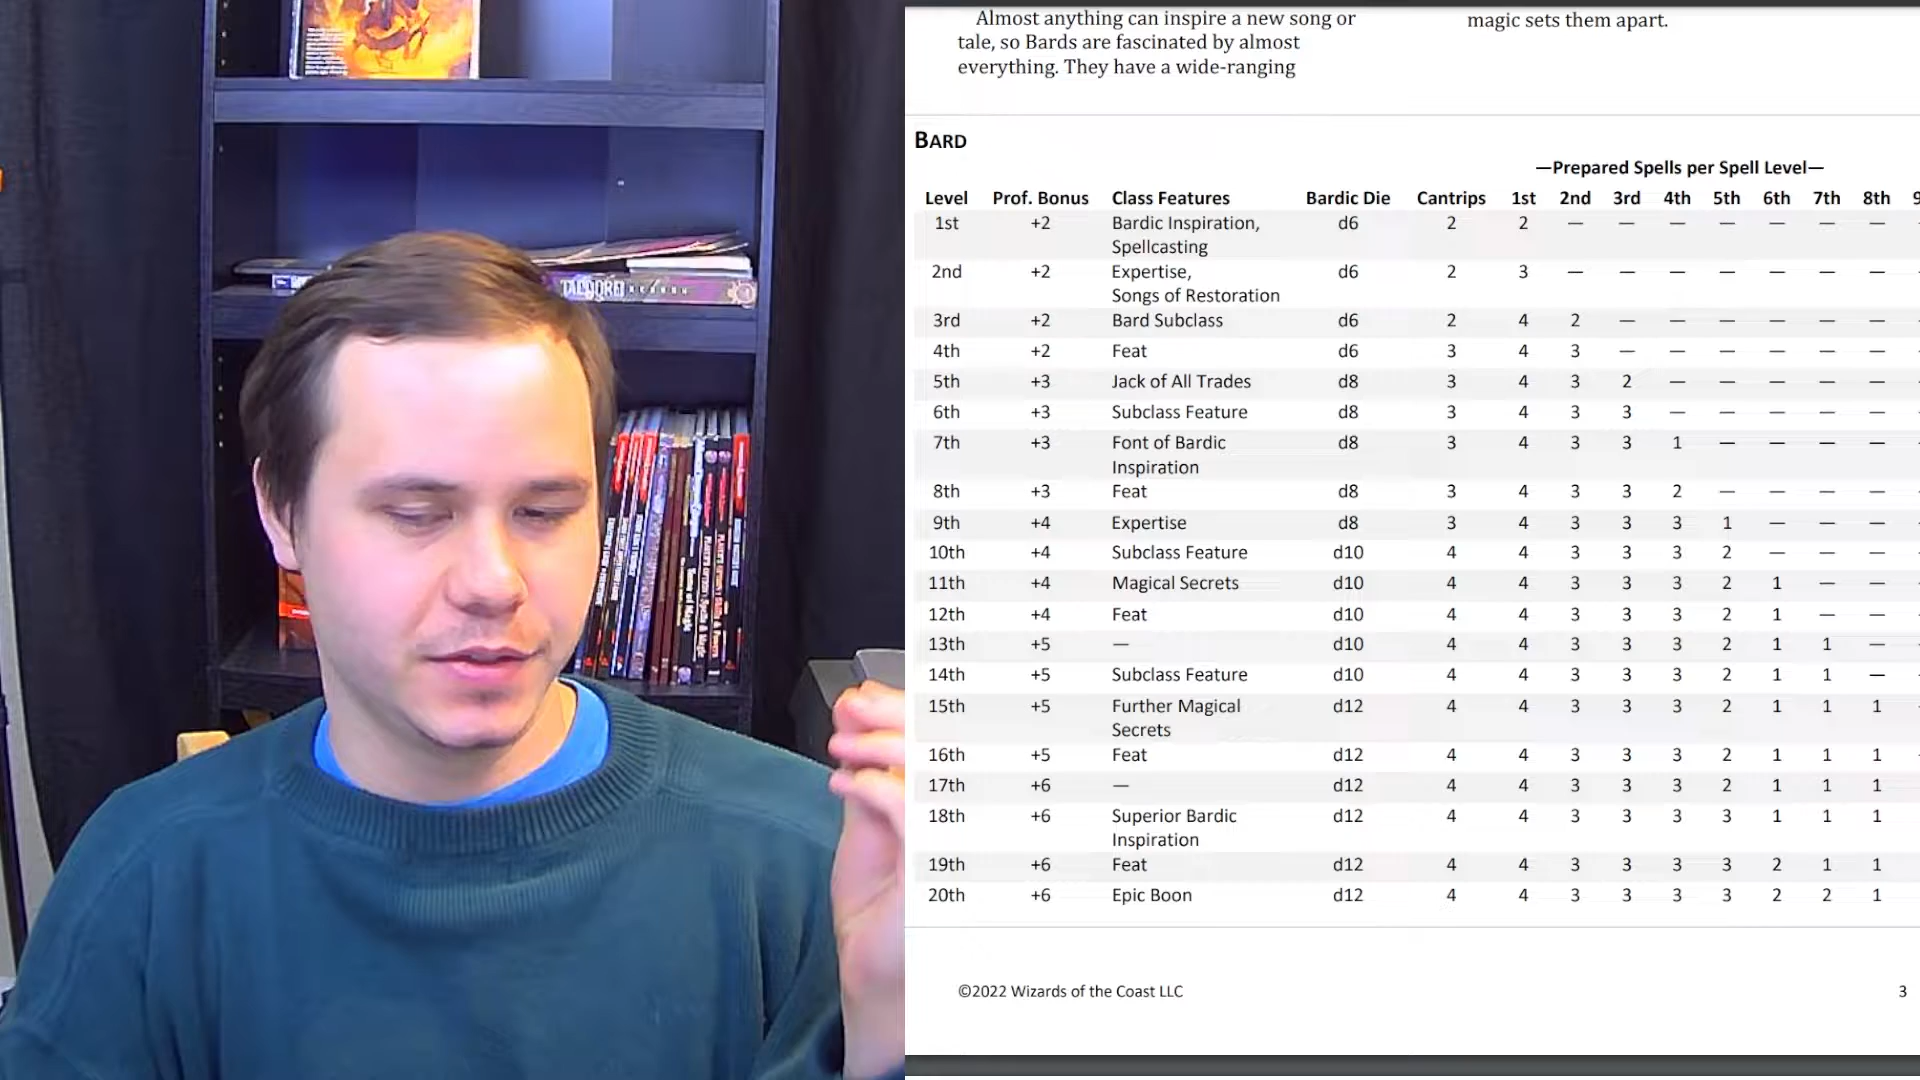 Almost anything can inspire a new song or
tale, so Bards are fascinated by almost
everything. They have a wide-ranging
magic sets them apart.
BARD
—Prepared Spells per Spell Level—
Level Prof. Bonus Class Features Bardic Die Cantrips 1st 2nd 3rd 4th 5th 6th 7th 8th
1st +2 Bardic Inspiration, d6 2 2 — — — — — — —
Spellcasting
2nd +2 Expertise, d6 2 3 — — — — — — —
Songs of Restoration
3rd +2 Bard Subclass d6 2 4 2 — — — — — —
4th +2 Feat d6 3 4 3 — — — — — —
5th +3 Jack of All Trades d8 3 4 3 2 — — — — —
6th +3 Subclass Feature d8 3 4 3 3 — — — — —
7th +3 Font of Bardic d8 3 4 3 3 1 — — — —
Inspiration
8th +3 Feat d8 3 4 3 3 2 — — — —
9th +4 Expertise d8 3 4 3 3 3 1 — — —
10th +4 Subclass Feature d10 4 4 3 3 3 2 — — —
11th +4 Magical Secrets d10 4 4 3 3 3 2 1 — —
12th +4 Feat d10 4 4 3 3 3 2 1 — —
13th +5 — d10 4 4 3 3 3 2 1 1 —
14th +5 Subclass Feature d10 4 4 3 3 3 2 1 1 —
15th +5 Further Magical d12 4 4 3 3 3 2 1 1 1
Secrets
16th +5 Feat d12 4 4 3 3 3 2 1 1 1
17th +6 — d12 4 4 3 3 3 2 1 1 1
18th +6 Superior Bardic d12 4 4 3 3 3 3 1 1 1
Inspiration
19th +6 Feat d12 4 4 3 3 3 3 2 1 1
20th +6 Epic Boon d12 4 4 3 3 3 3 2 2 1
©2022 Wizards of the Coast LLC 3
TAL'DOREI